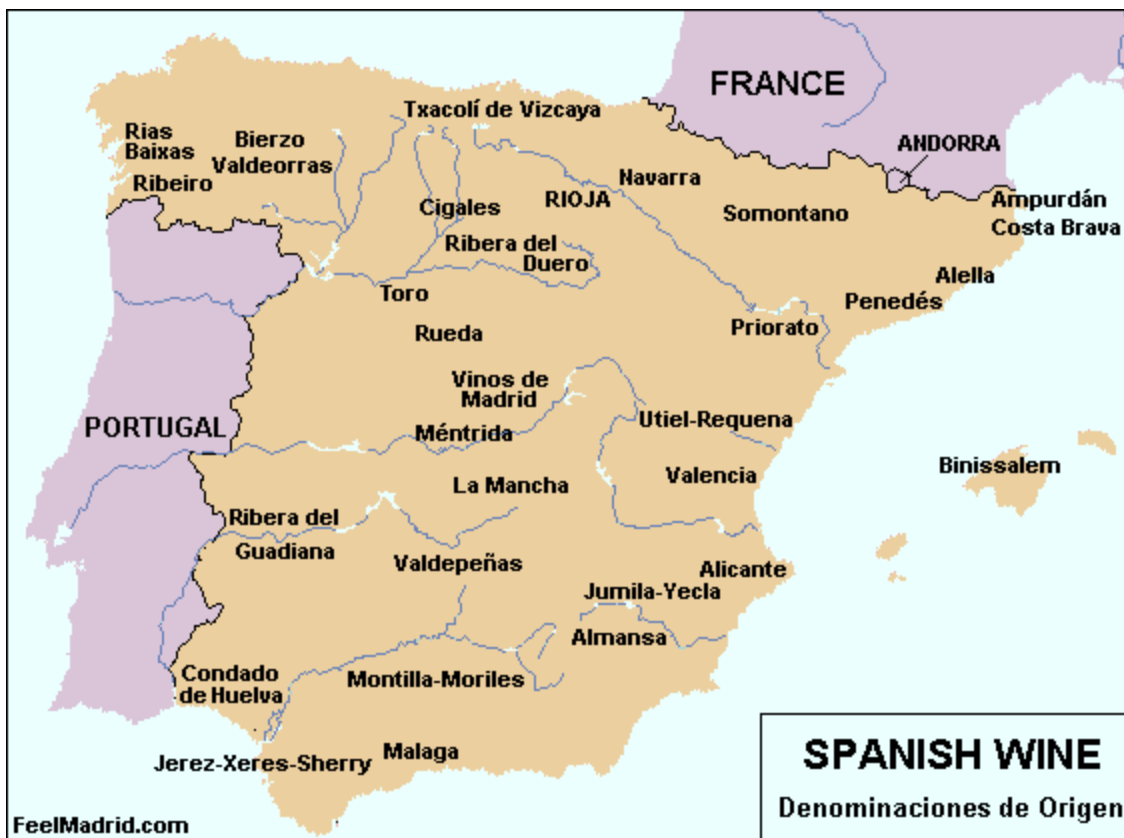 FRANCE
Txacolí de Vizcaya
Rias
Baixas
Bierzo
Valdeorras
ANDORRA
Ribeiro
Navarra
RIOJA
Cigales
Somontano
Ampurdán
Costa Brava
Ribera del
Duero
Alella
Toro
Penedés
Rueda
Priorato
Vinos de
Madrid
PORTUGAL
Méntrida
Utiel-Requena
Binissalem
La Mancha
Valencia
Ribera del
Guadiana
Valdepeñas
Alicante
Jumila-Yecla
Almansa
Condado
de Huelva
Montilla-Moriles
Jerez-Xeres-Sherry
Malaga
SPANISH WINE
Denominaciones de Origen
FeelMadrid.com